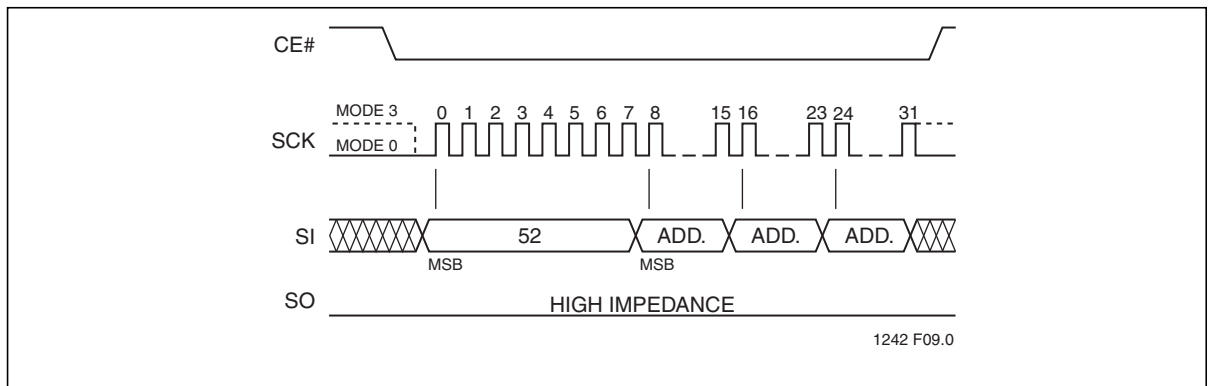 CE#
MODE 3 0 1 2 3 4 5 6 7 8 15 16 23 24 31
SCK
MODE 0
SI 52 ADD. ADD. ADD.
MSB MSB
SO HIGH IMPEDANCE
1242 F09.0